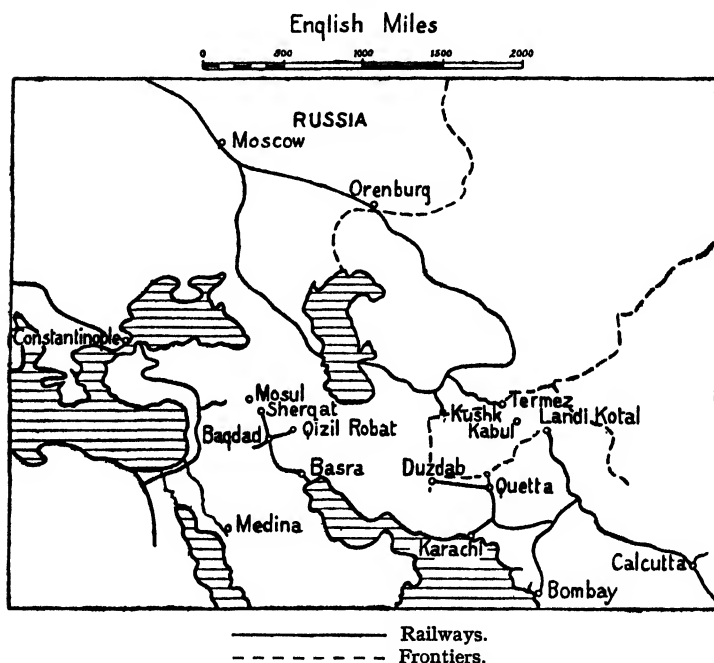 English Miles
0 500 1000 1500 2000
RUSSIA
Moscow
Orenburg
Constantinople
Mosul
Sherqat
Termez
Kushk
Landi Kotal
Kabul
Baqdad
Qizil Robat
Basra
Duzdab
Quetta
Medina
Karachi
Calcutta
Bombay
Railways.
Frontiers.